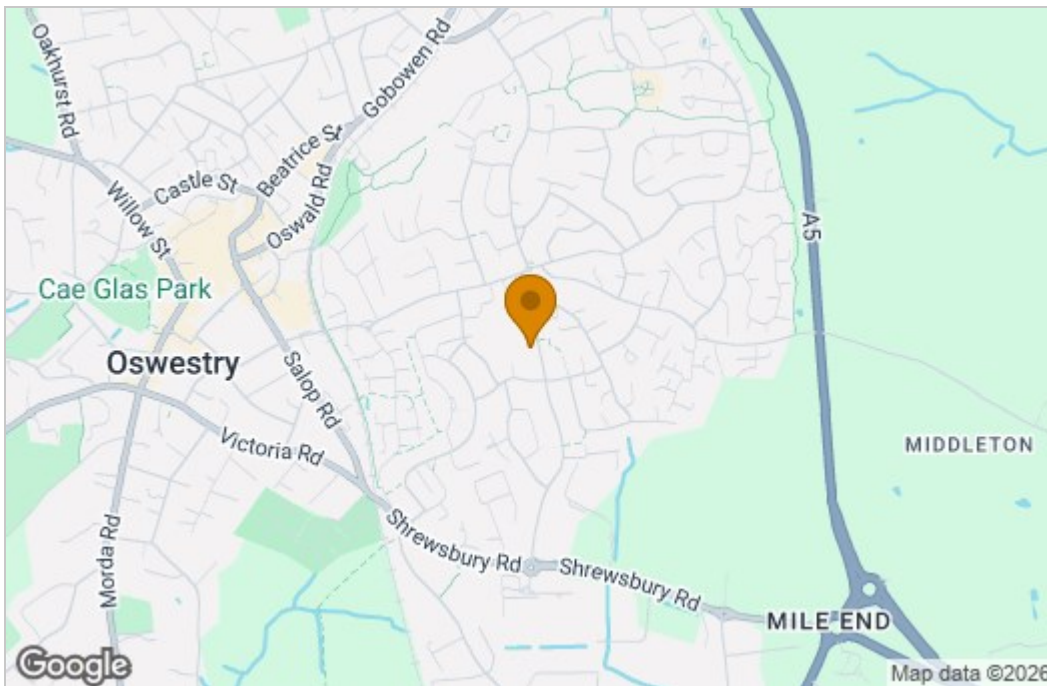 Oakhurst Rd
Gobowen Rd
Beatrice St
Castle St
Willow St
Oswald Rd
A5
Cae Glas Park
Oswestry
Salop Rd
Victoria Rd
MIDDLETON
Morda Rd
Shrewsbury Rd
Shrewsbury Rd
MILE END
Google
Map data ©2026